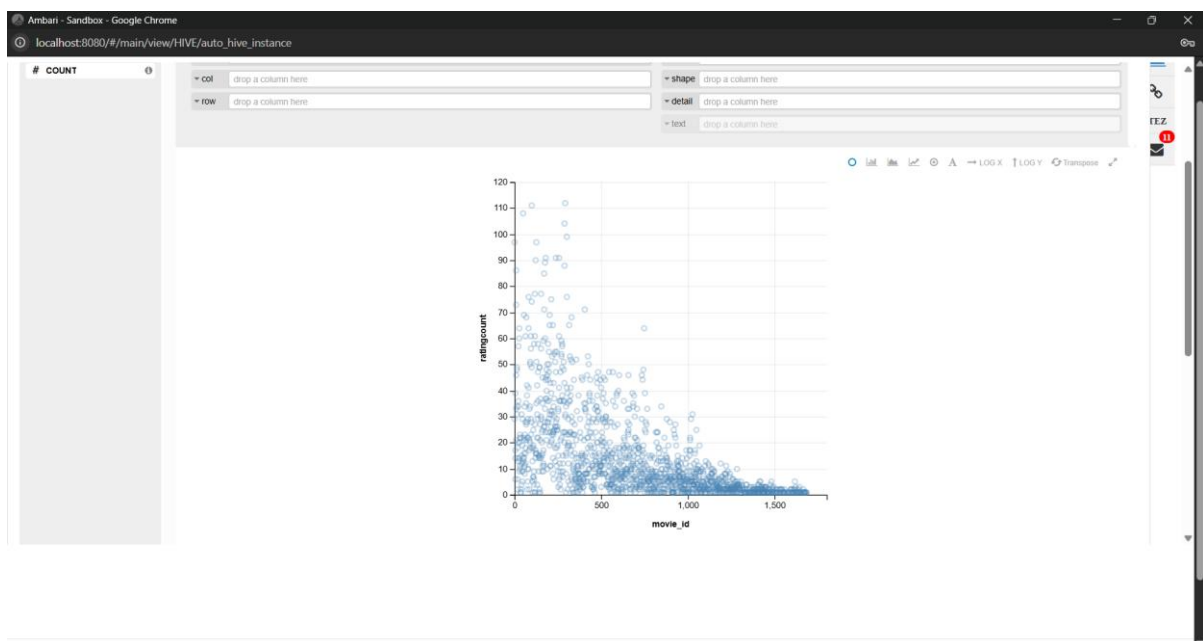 Ambari - Sandbox - Google Chrome
localhost:8080/#/main/view/HIVE/auto_hive_instance
# COUNT
col drop a column here
shape drop a column here
row drop a column here
detail drop a column here
text drop a column here
TEZ
11
A LOG X LOG Y Transpose
120
110
100
90
80
70
60
50
40
30
20
10
0
ratingcount
0 500 1,000 1,500
movie_id